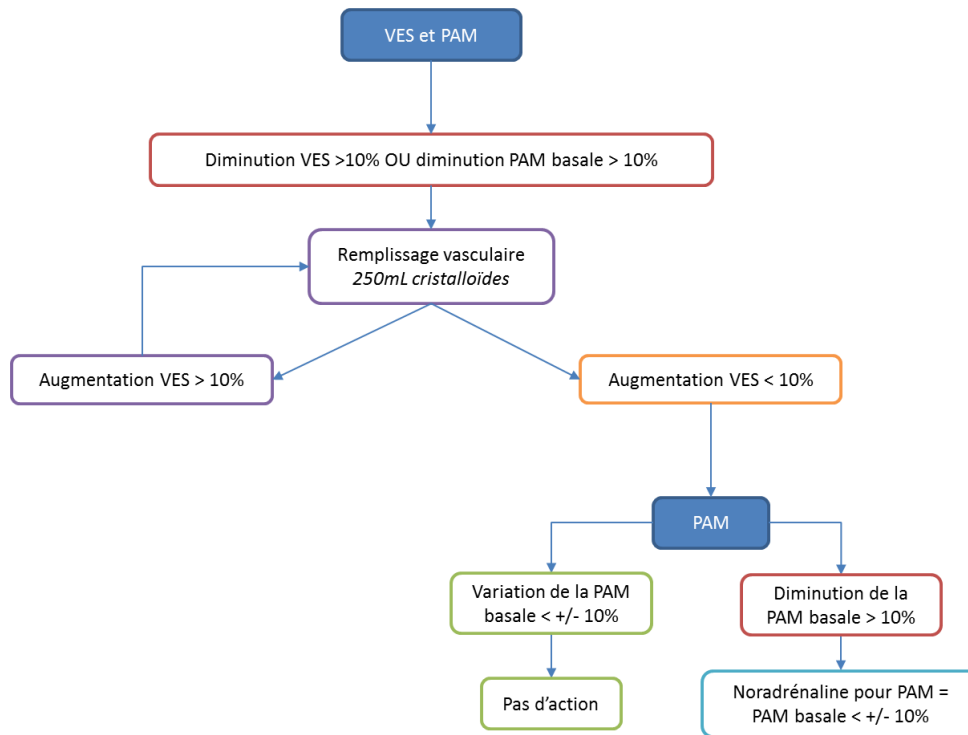 VES et PAM
Diminution VES >10% OU diminution PAM basale > 10%
Remplissage vasculaire
250mL cristalloïdes
Augmentation VES > 10%
Augmentation VES < 10%
PAM
Variation de la PAM
basale < +/- 10%
Diminution de la
PAM basale > 10%
Pas d’action
Noradrénaline pour PAM =
PAM basale < +/- 10%